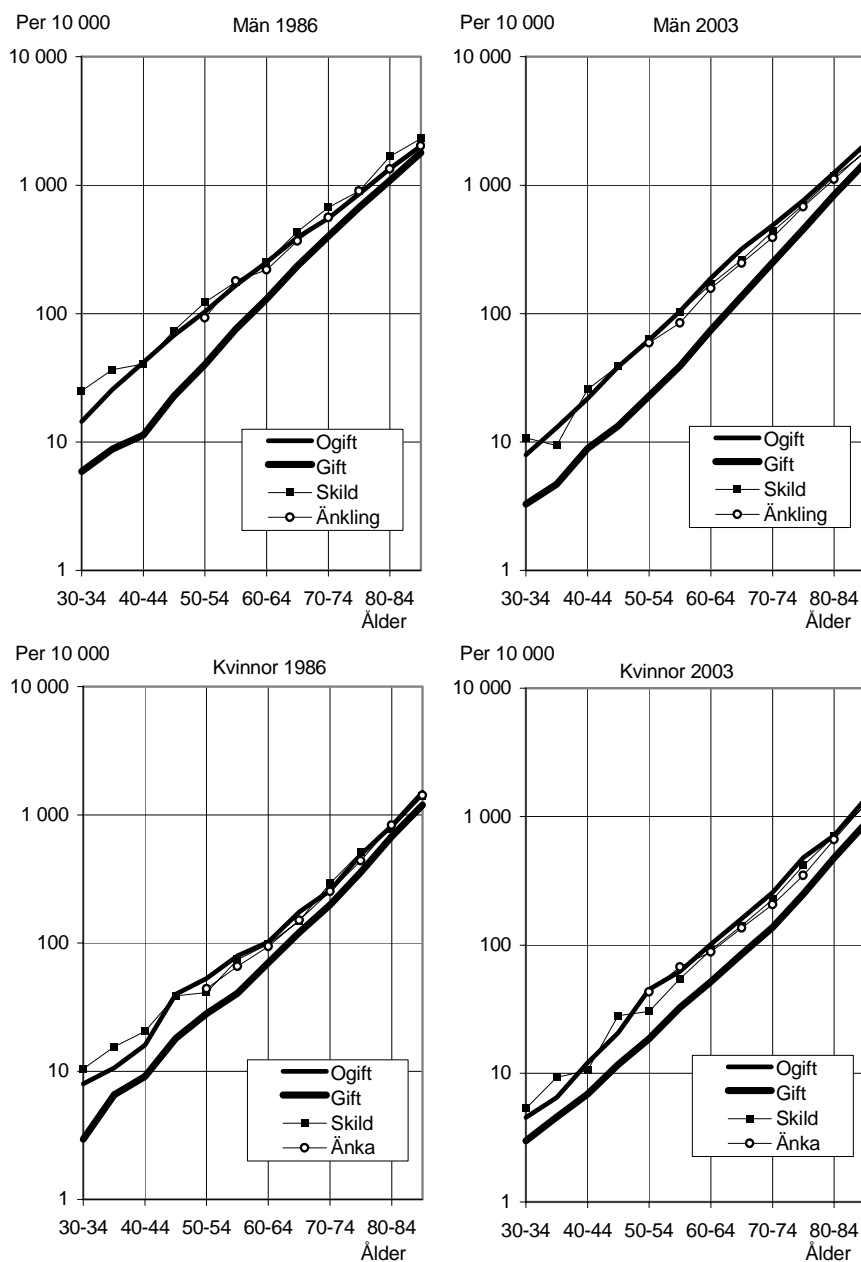 Per 10 000
Män 1986
10 000
1 000
100
10
1
Ogift
Gift
Skild
Änkling
30-34 40-44 50-54 60-64 70-74 80-84
Ålder
Per 10 000
Män 2003
10 000
1 000
100
10
1
Ogift
Gift
Skild
Änkling
30-34 40-44 50-54 60-64 70-74 80-84
Ålder
Per 10 000
Kvinnor 1986
10 000
1 000
100
10
1
Ogift
Gift
Skild
Änka
30-34 40-44 50-54 60-64 70-74 80-84
Ålder
Per 10 000
Kvinnor 2003
10 000
1 000
100
10
1
Ogift
Gift
Skild
Änka
30-34 40-44 50-54 60-64 70-74 80-84
Ålder